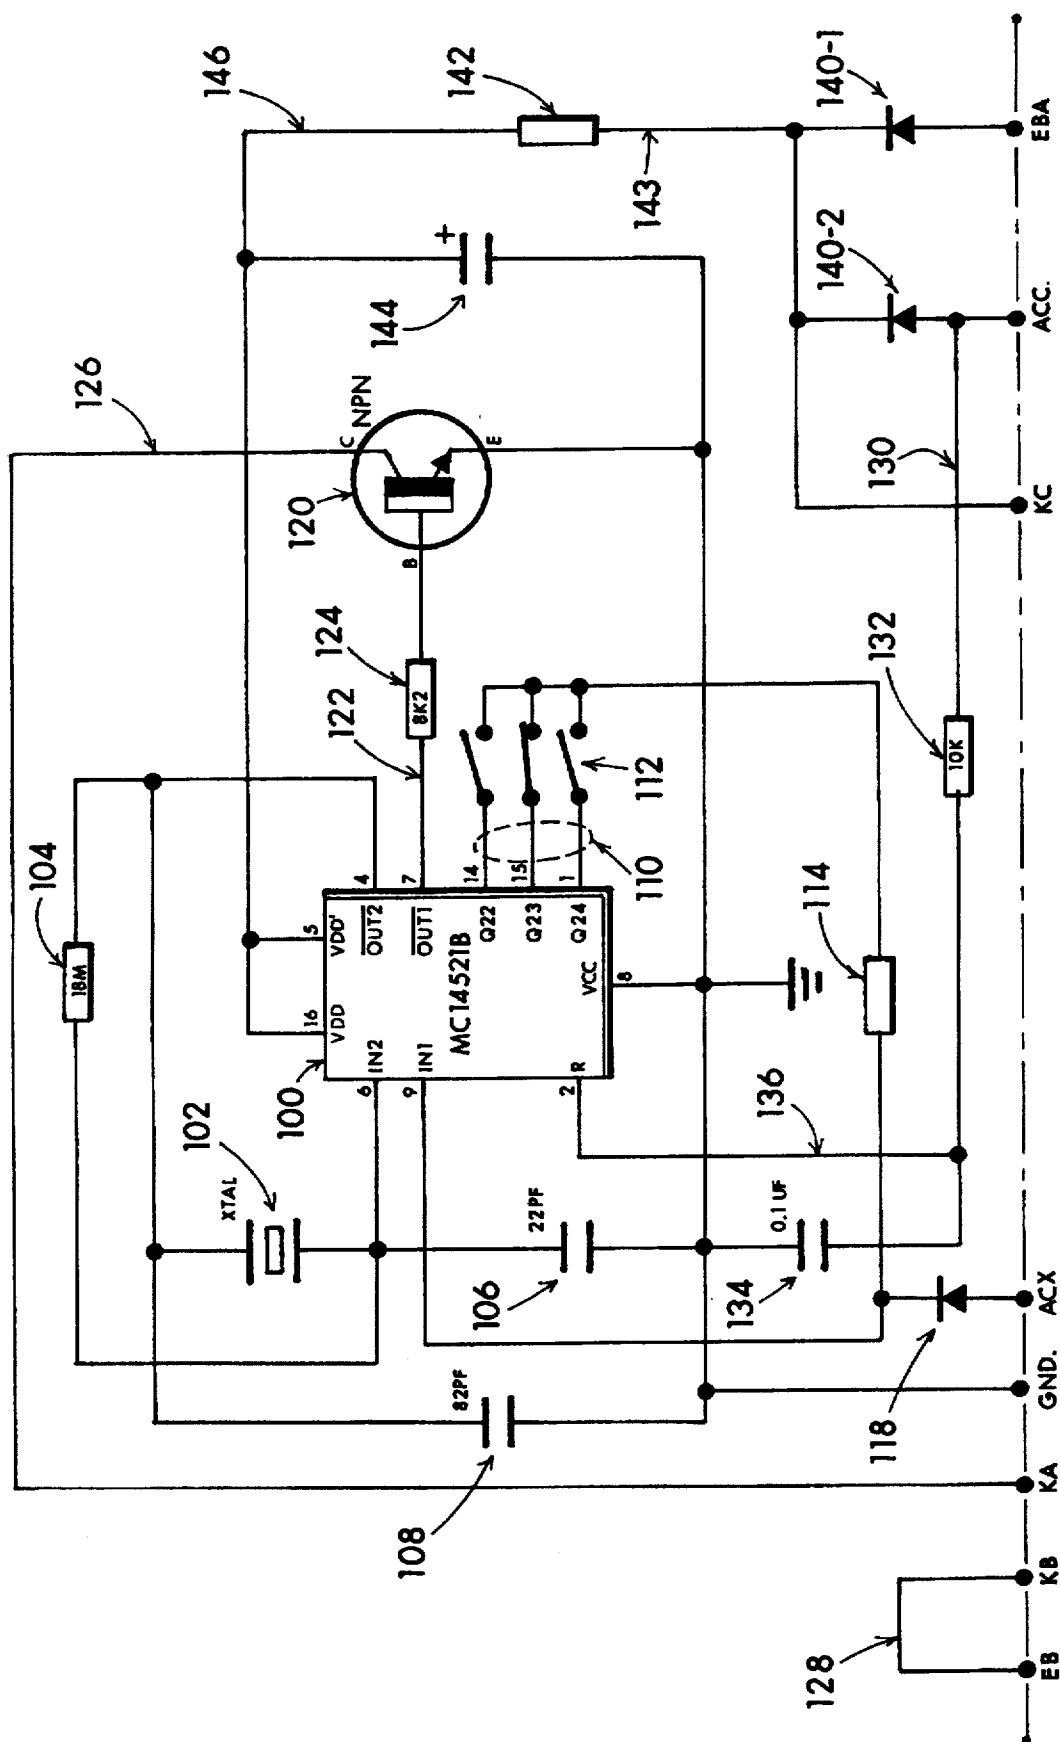 126
146
142
140-1
104
XTAL
102
18M
100
16
VDD
5
VDD'
6
IN2
9
IN1
MC14521B
4
OUT2
7
OUT1
14
Q22
15
Q23
1
Q24
2
R
8
VCC
122
124
8K2
120
B
C
NPN
E
144
+
143
140-2
110
112
108
82PF
106
22PF
134
0.1 UF
136
114
132
10K
130
118
128
EB
KB
KA
GND.
ACX
KC
ACC.
EBA